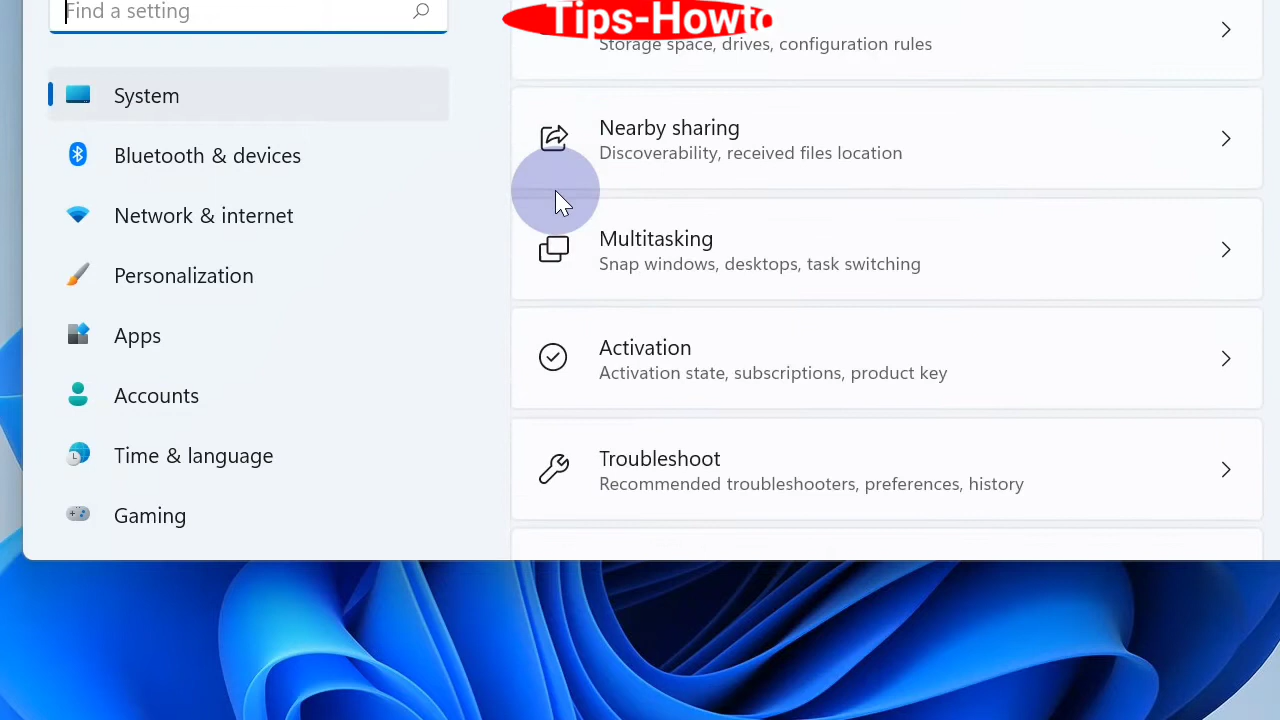 Find a setting
Tips-Howto
Storage space, drives, configuration rules
System
Bluetooth & devices
Network & internet
Personalization
Apps
Accounts
Time & language
Gaming
Nearby sharing
Discoverability, received files location
Multitasking
Snap windows, desktops, task switching
Activation
Activation state, subscriptions, product key
Troubleshoot
Recommended troubleshooters, preferences, history